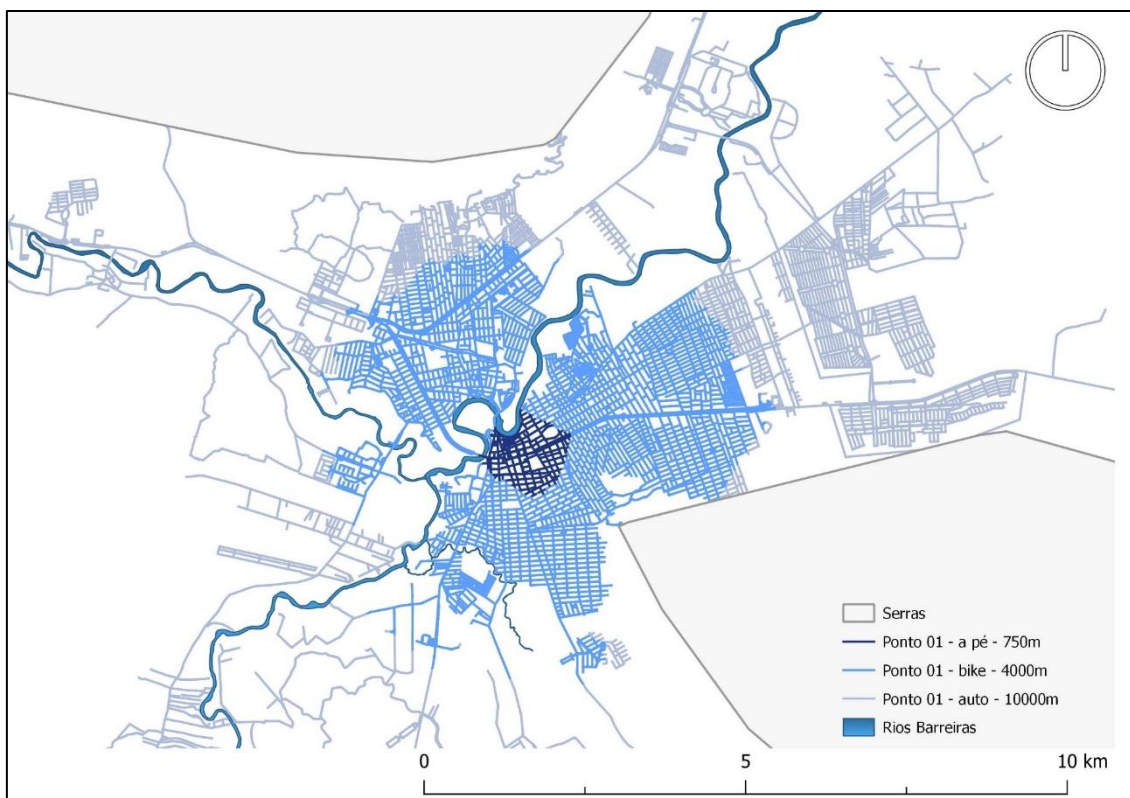 Serras
Ponto 01 - a pé - 750m
Ponto 01 - bike - 4000m
Ponto 01 - auto - 10000m
Rios Barreiras
0 5 10 km